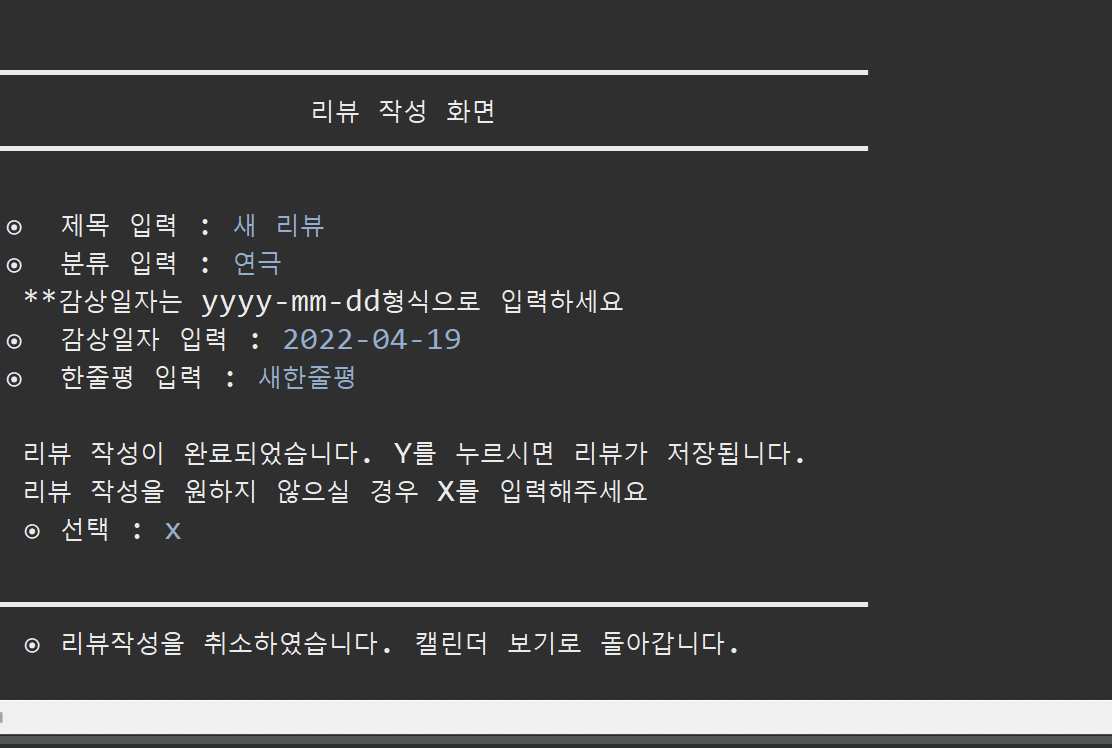 리뷰 작성 화면
⊙ 제목 입력 : 새 리뷰
⊙ 분류 입력 : 연극
**감상일자는 yyyy-mm-dd형식으로 입력하세요
⊙ 감상일자 입력 : 2022-04-19
⊙ 한줄평 입력 : 새한줄평
리뷰 작성이 완료되었습니다. Y를 누르시면 리뷰가 저장됩니다.
리뷰 작성을 원하지 않으실 경우 X를 입력해주세요
⊙ 선택 : x
⊙ 리뷰작성을 취소하였습니다. 캘린더 보기로 돌아갑니다.